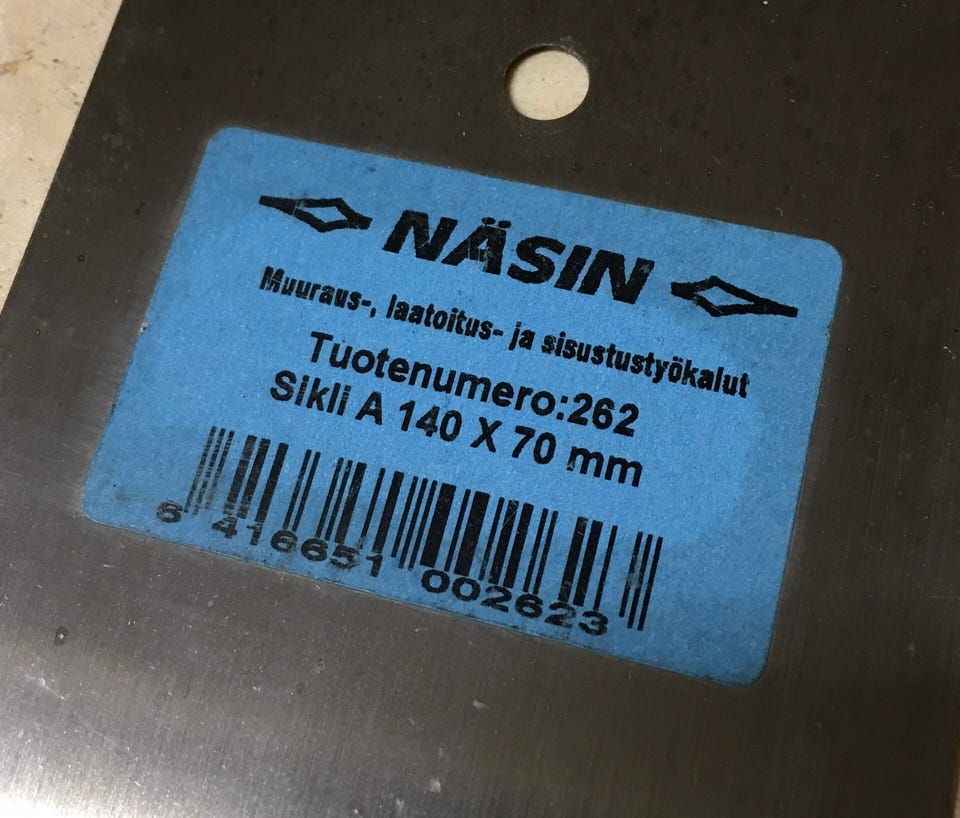 NÄSIN
Muuraus-, laatoitus- ja sisustustyökalut
Tuotenumero:262
Sikli A 140 X 70 mm
6 416651 002623